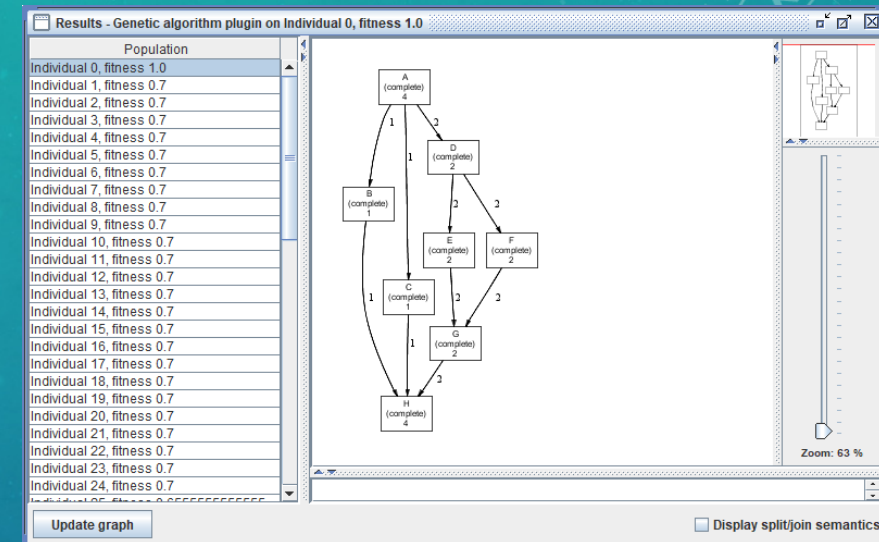 Results - Genetic algorithm plugin on Individual 0, fitness 1.0
Population
Individual 0, fitness 1.0
Individual 1, fitness 0.7
Individual 2, fitness 0.7
Individual 3, fitness 0.7
Individual 4, fitness 0.7
Individual 5, fitness 0.7
Individual 6, fitness 0.7
Individual 7, fitness 0.7
Individual 8, fitness 0.7
Individual 9, fitness 0.7
Individual 10, fitness 0.7
Individual 11, fitness 0.7
Individual 12, fitness 0.7
Individual 13, fitness 0.7
Individual 14, fitness 0.7
Individual 15, fitness 0.7
Individual 16, fitness 0.7
Individual 17, fitness 0.7
Individual 18, fitness 0.7
Individual 19, fitness 0.7
Individual 20, fitness 0.7
Individual 21, fitness 0.7
Individual 22, fitness 0.7
Individual 23, fitness 0.7
Individual 24, fitness 0.7
A
(complete)
4
1
2
1
D
(complete)
2
B
(complete)
1
2
2
E
(complete)
2
F
(complete)
2
C
(complete)
1
1
2
2
G
(complete)
2
1
2
H
(complete)
4
Zoom: 63 %
Update graph
Display split/join semantics